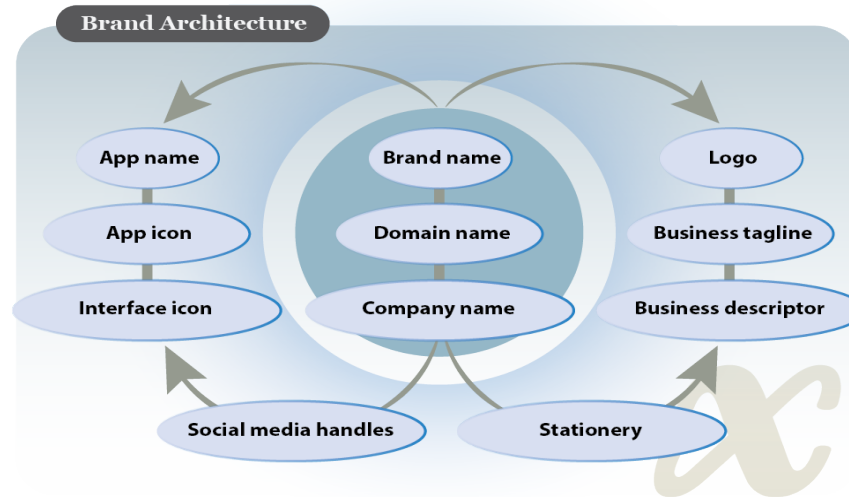 Brand Architecture
App name
Brand name
Logo
App icon
Domain name
Business tagline
Interface icon
Company name
Business descriptor
Social media handles
Stationery
x